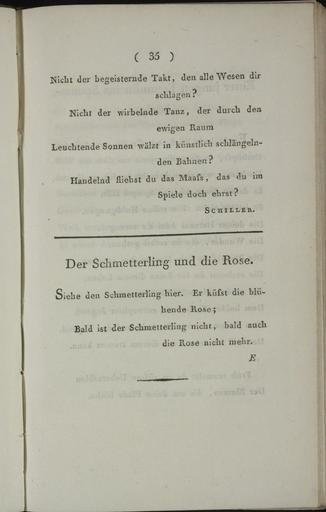 ( 35 )
Nicht der begeisternde Takt, den alle Wesen dir
schlagen?
Nicht der wirbelnde Tanz, der durch den
ewigen Raum
Leuchtende Sonnen wälzt in künstlich schlängeln-
den Bahnen?
Handelnd fliehst du das Maaſs, das du im
Spiele doch ehrst?
SCHILLER.
Der Schmetterling und die Rose.
Siehe den Schmetterling hier. Er küſst die blü-
hende Rose;
Bald ist der Schmetterling nicht, bald auch
die Rose nicht mehr.
E